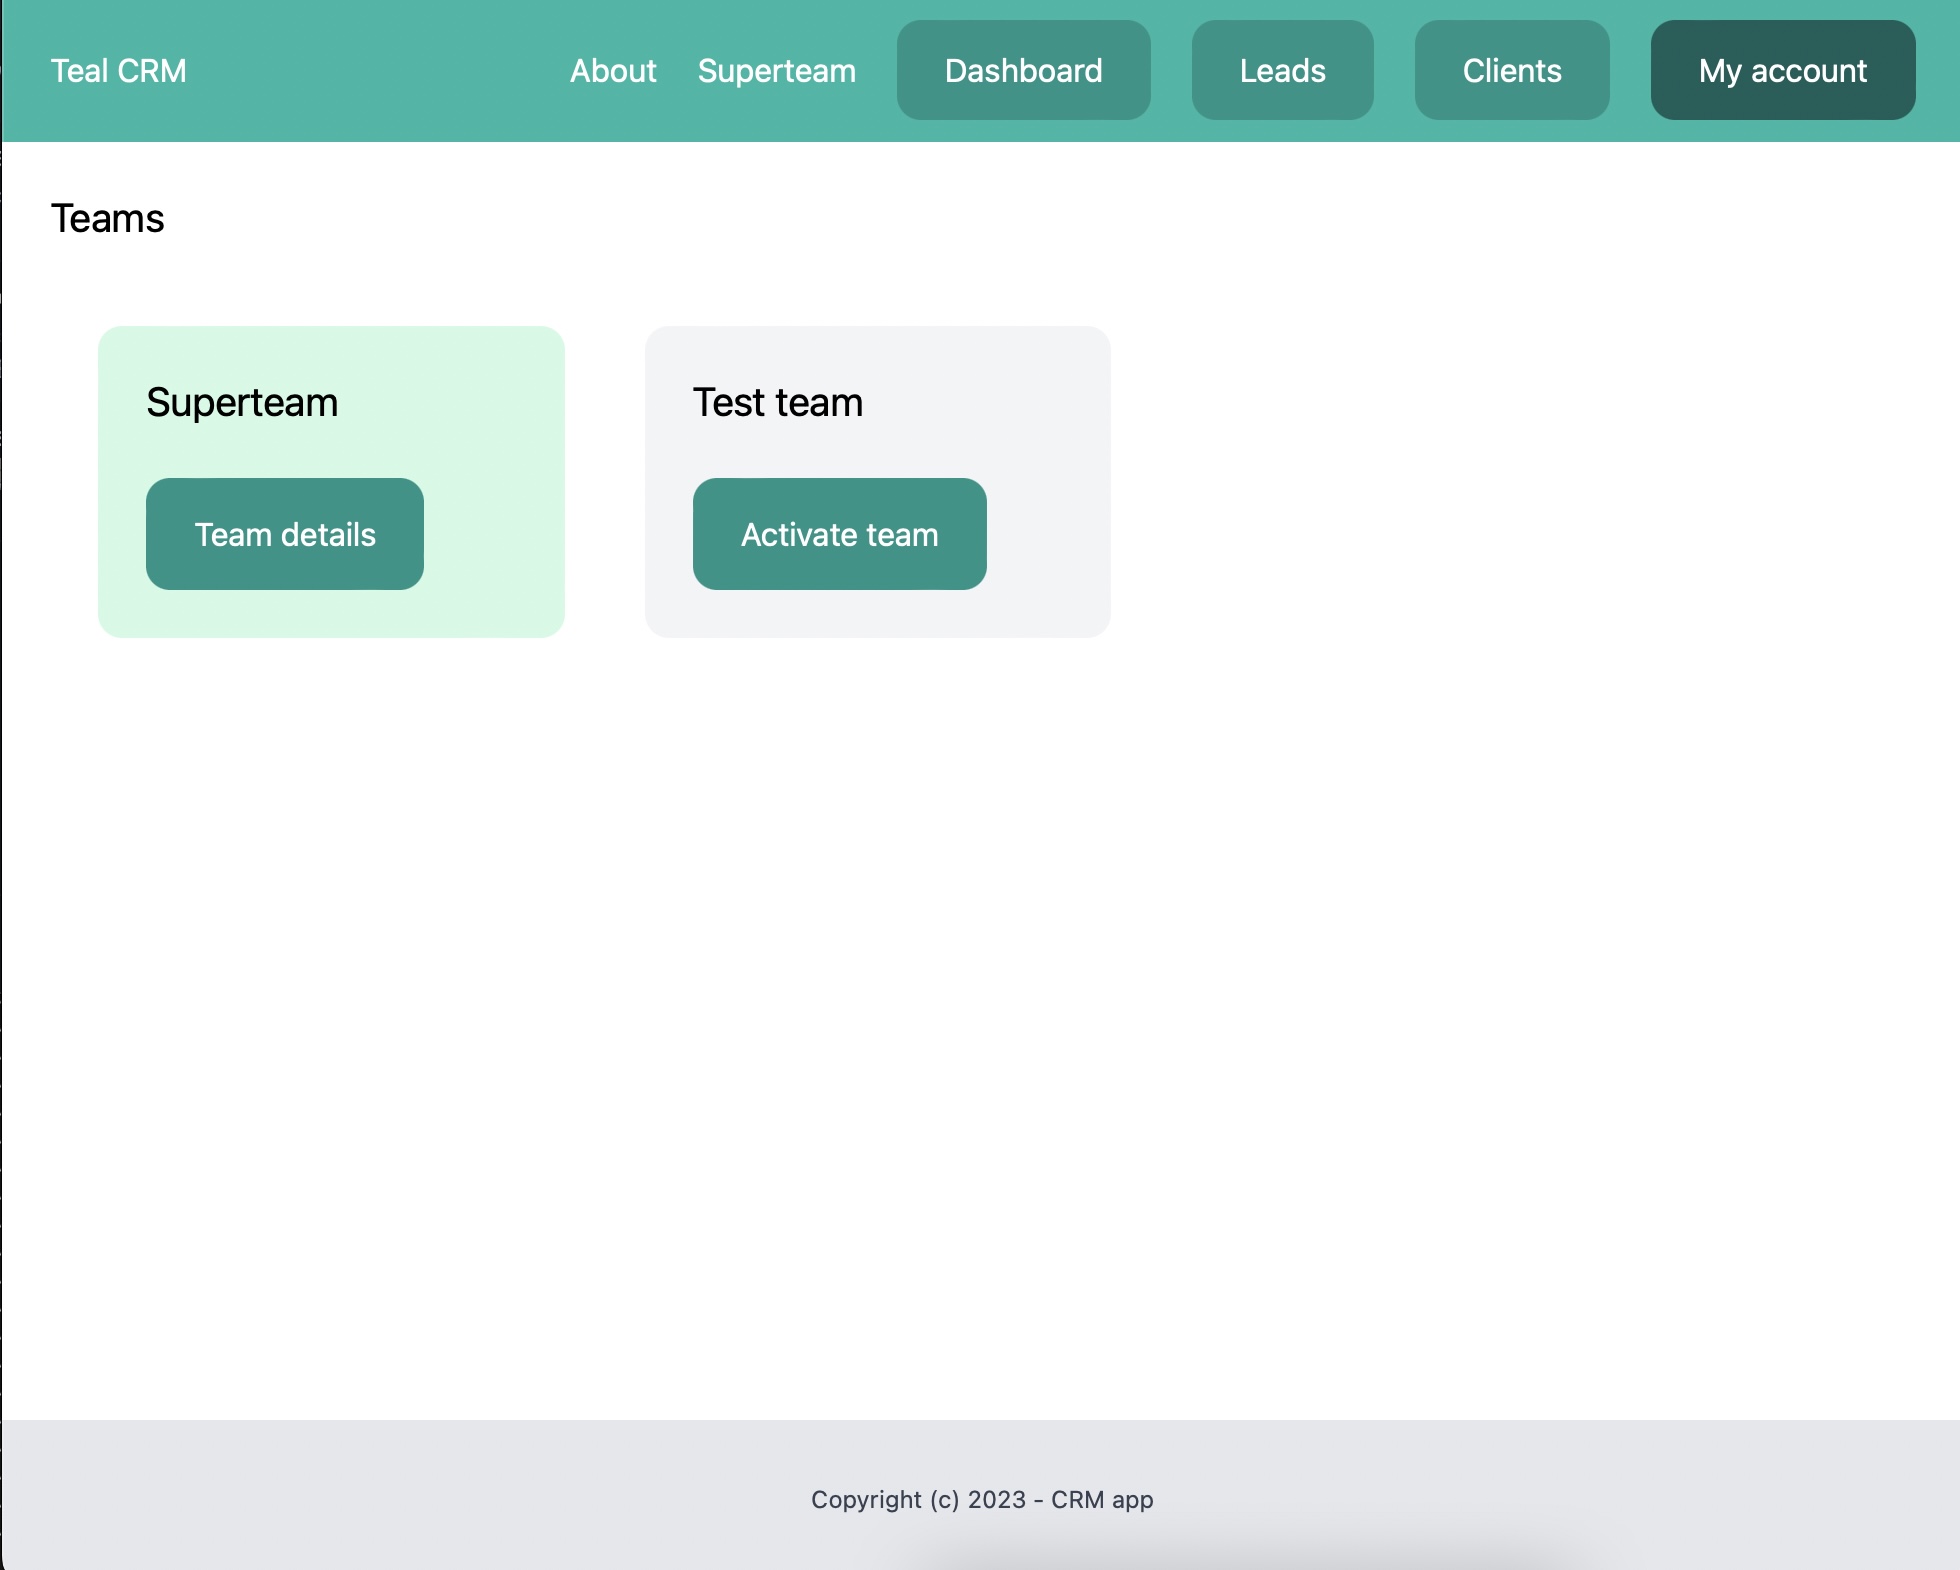 Teal CRM About Superteam Dashboard Leads Clients My account
Teams
Superteam
Team details
Test team
Activate team
Copyright (c) 2023 - CRM app